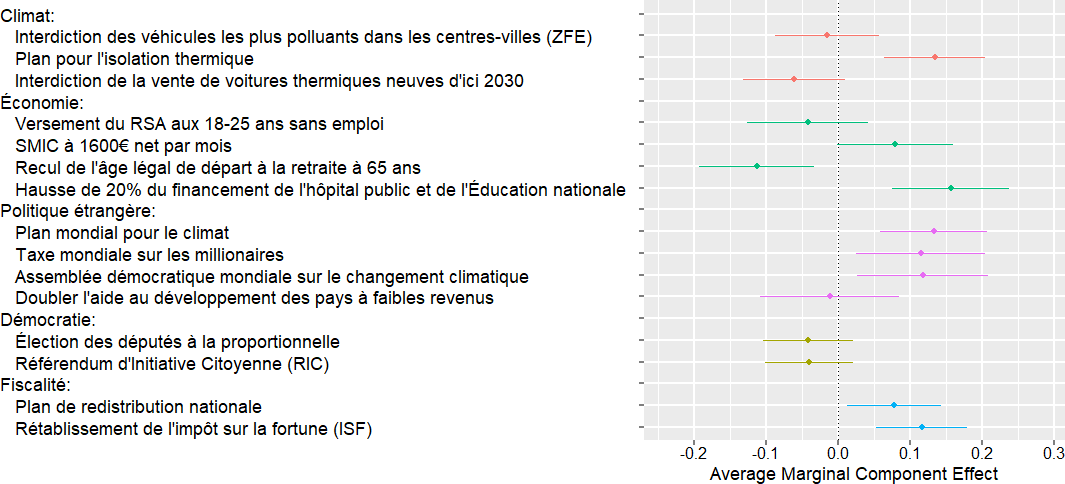 Climat:
Interdiction des véhicules les plus polluants dans les centres-villes (ZFE)
Plan pour l'isolation thermique
Interdiction de la vente de voitures thermiques neuves d'ici 2030
Économie:
Versement du RSA aux 18-25 ans sans emploi
SMIC à 1600€ net par mois
Recul de l'âge légal de départ à la retraite à 65 ans
Hausse de 20% du financement de l'hôpital public et de l'Éducation nationale
Politique étrangère:
Plan mondial pour le climat
Taxe mondiale sur les millionaires
Assemblée démocratique mondiale sur le changement climatique
Doubler l'aide au développement des pays à faibles revenus
Démocratie:
Élection des députés à la proportionnelle
Référendum d'Initiative Citoyenne (RIC)
Fiscalité:
Plan de redistribution nationale
Rétablissement de l'impôt sur la fortune (ISF)
-0.2 -0.1 0.0 0.1 0.2 0.3
Average Marginal Component Effect